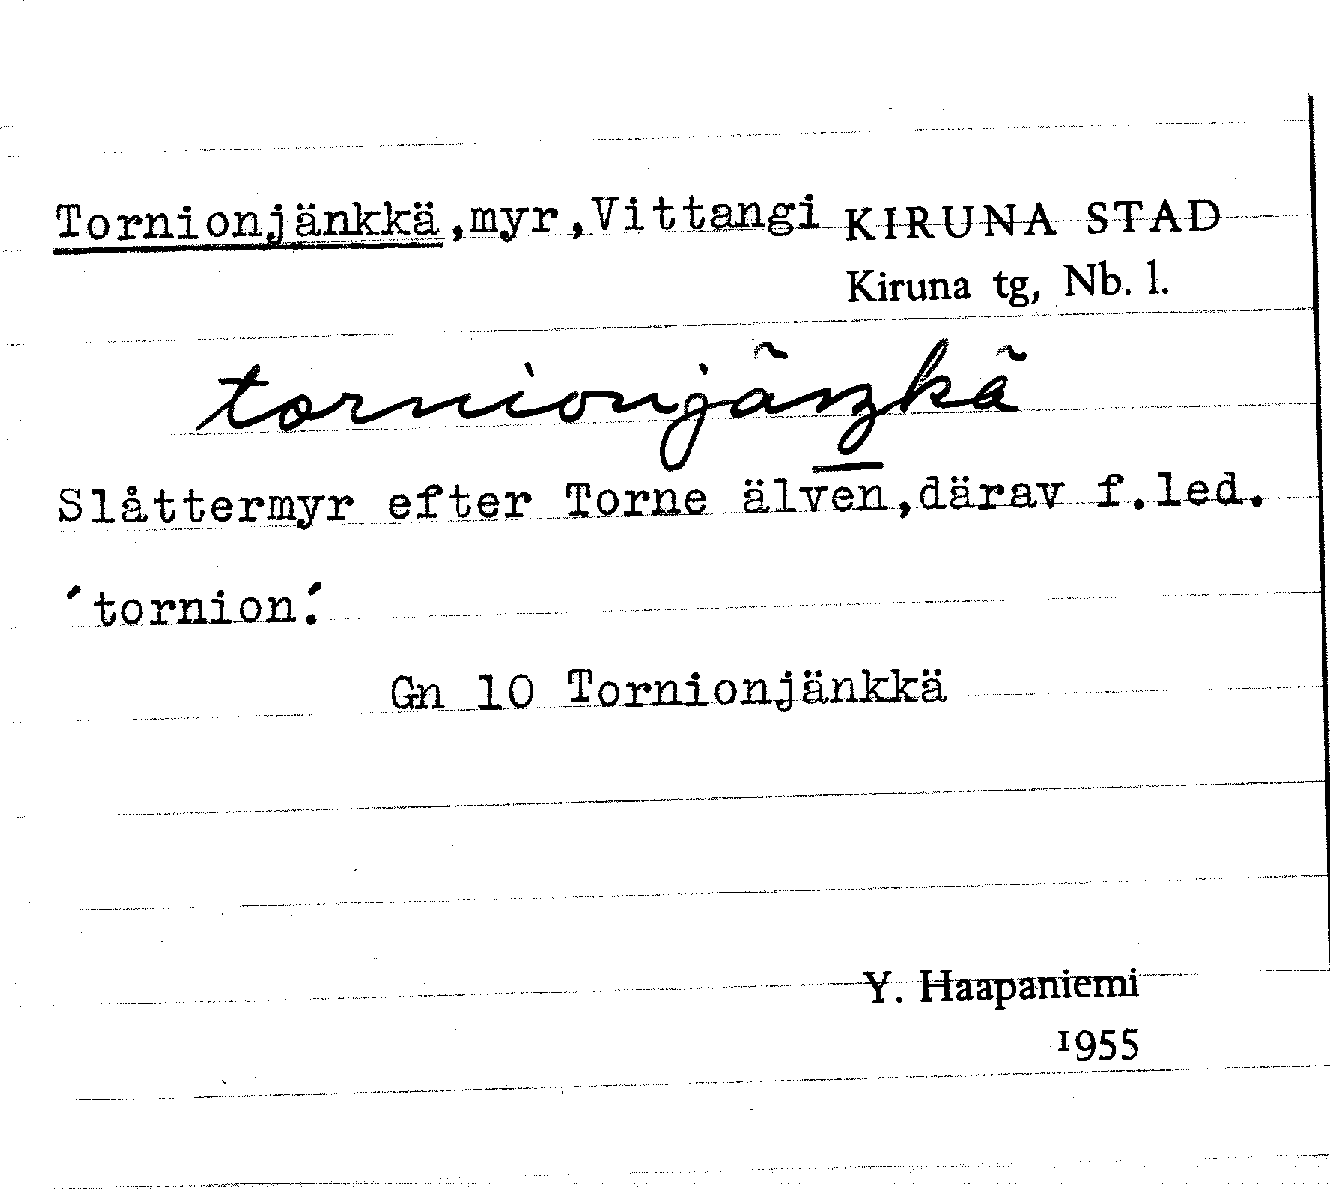 Tornionjänkkä,myr,Vittangi KIRUNA STAD
Kiruna tg, Nb. l.
tornionjäŋkä
Slåttermyr efter Torne älven,därav f.led.
´tornion.´
Gn 10 Tornionjänkkä
Y. Haapaniemi
1955